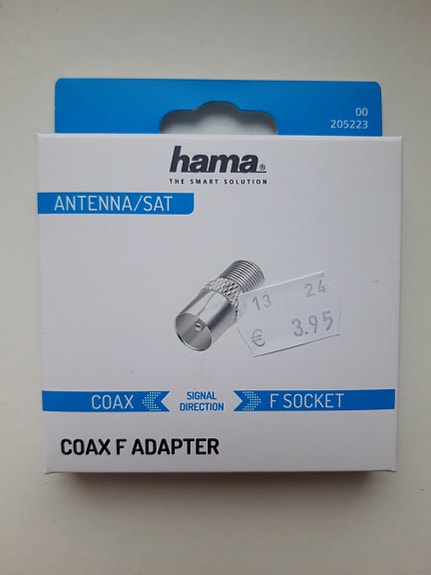 00
205223
hama®
THE SMART SOLUTION
ANTENNA/SAT
13 24
€ 3.95
COAX SIGNAL DIRECTION F SOCKET
COAX F ADAPTER